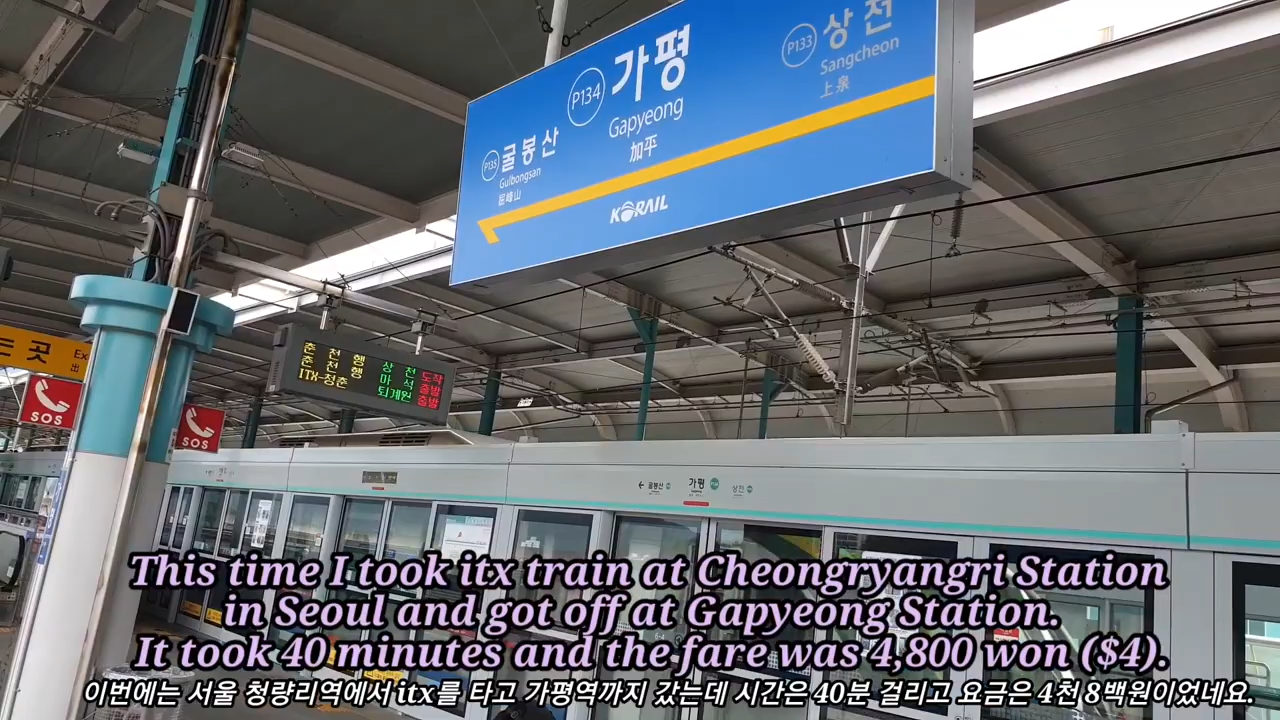 P133 상천
Sangcheon
上泉
P134 가평
Gapyeong
加平
P135 굴봉산
Gulbongsan
屈峰山
KORAIL
는 곳 Ex
出
SOS
SOS
춘천행 상천 도착
춘천행 마석 출발
ITX-청춘 퇴계원 출발
굴봉산 가평 상천
This time I took itx train at Cheongryangri Station
in Seoul and got off at Gapyeong Station.
It took 40 minutes and the fare was 4,800 won ($4).
이번에는 서울 청량리역에서 itx를 타고 가평역까지 갔는데 시간은 40분 걸리고 요금은 4천 8백원이었네요.